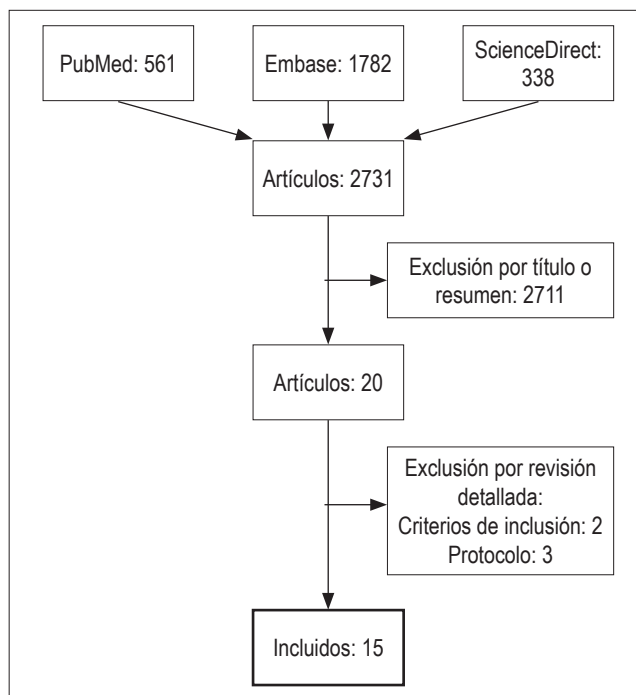 PubMed: 561
Embase: 1782
ScienceDirect:
338
Artículos: 2731
Exclusión por título o
resumen: 2711
Artículos: 20
Exclusión por revisión
detallada:
Criterios de inclusión: 2
Protocolo: 3
Incluidos: 15